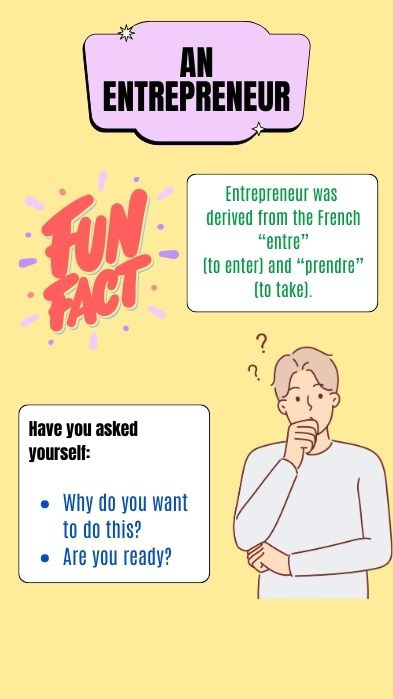 AN
ENTREPRENEUR
FUN
FACT
Entrepreneur was
derived from the French
“entre”
(to enter) and “prendre”
(to take).
? ?
Have you asked
yourself:
• Why do you want
to do this?
• Are you ready?